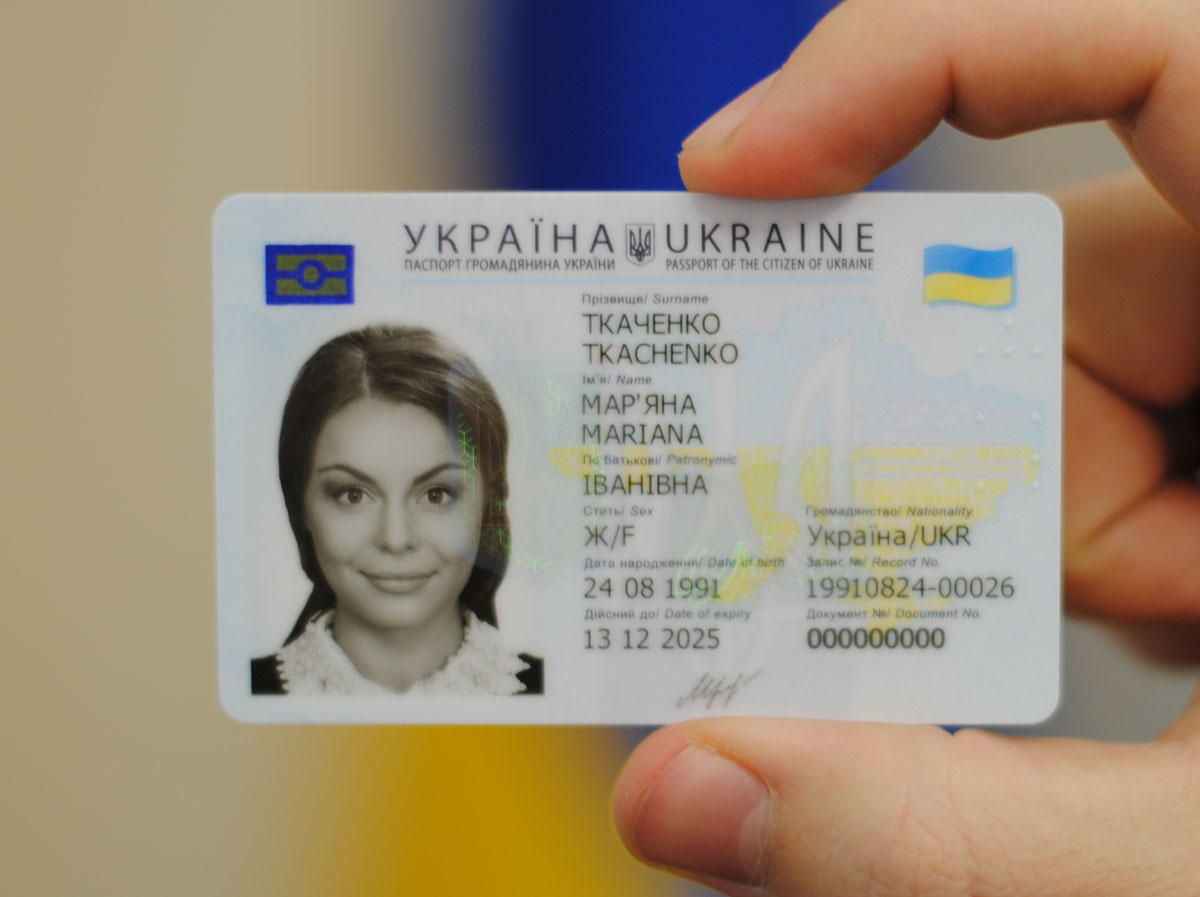 УКРАЇНА UKRAINE
ПАСПОРТ ГРОМАДЯНИНА УКРАЇНИ PASSPORT OF THE CITIZEN OF UKRAINE
Прізвище/ Surname
ТКАЧЕНКО
TKACHENKO
Ім'я/ Name
МАР'ЯНА
MARIANA
По батькові/ Patronymic
ІВАНІВНА
Стать/ Sex
Ж/F
Громадянство/ Nationality
Україна/UKR
Дата народження/ Date of birth
24 08 1991
Запис №/ Record No.
19910824-00026
Дійсний до/ Date of expiry
13 12 2025
Документ №/ Document No.
000000000